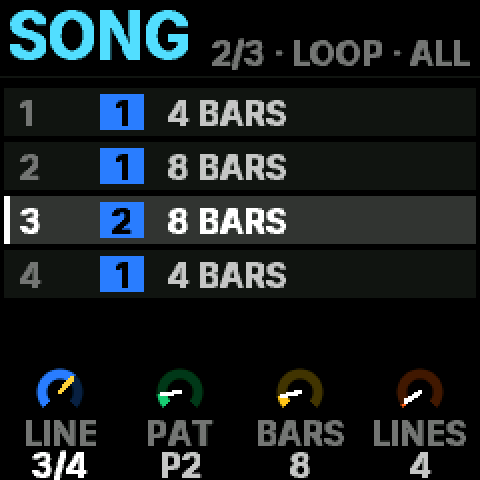 SONG 2/3 · LOOP · ALL
1 1 4 BARS
2 1 8 BARS
3 2 8 BARS
4 1 4 BARS
LINE PAT BARS LINES
3/4 P2 8 4